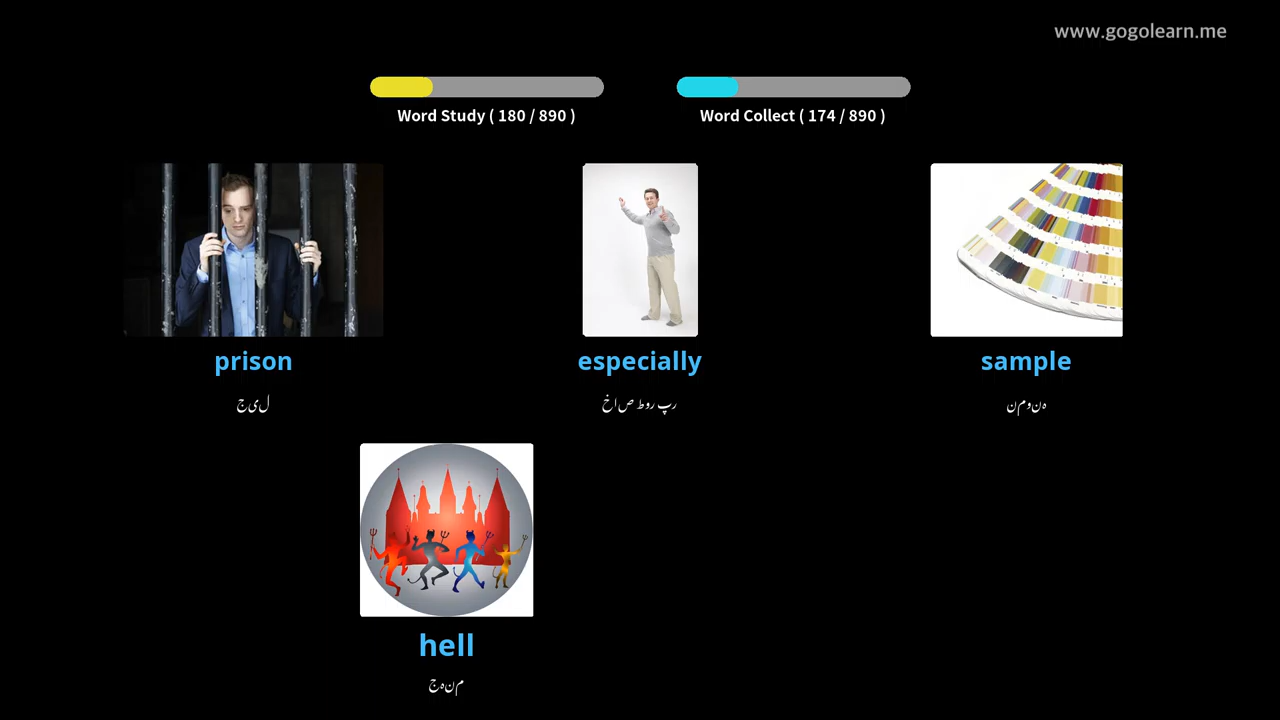 www.gogolearn.me
Word Study ( 180 / 890 )
Word Collect ( 174 / 890 )
prison
جیل
especially
خاص طور پر
sample
نمونہ
hell
جہنم